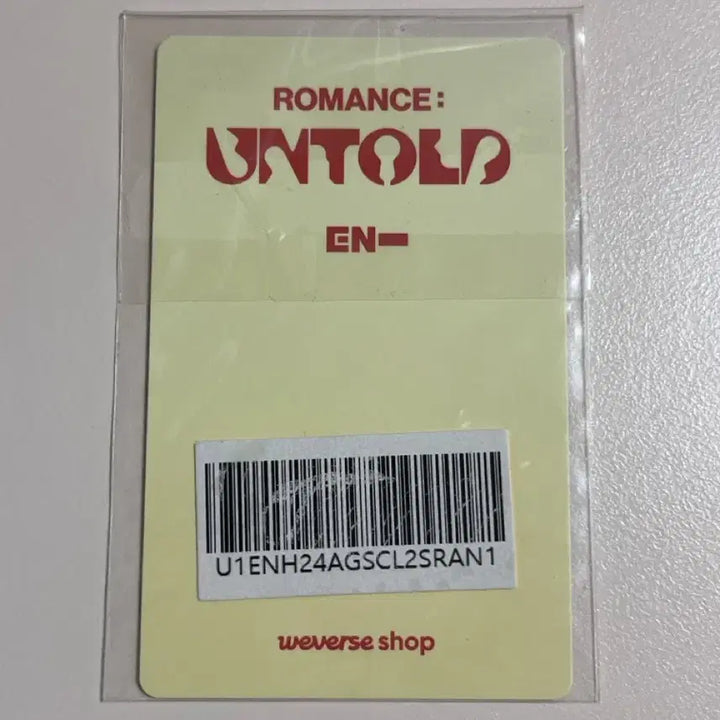 ROMANCE:
UNTOLD
EN-
U1ENH24AGSCL2SRAN1
weverse shop